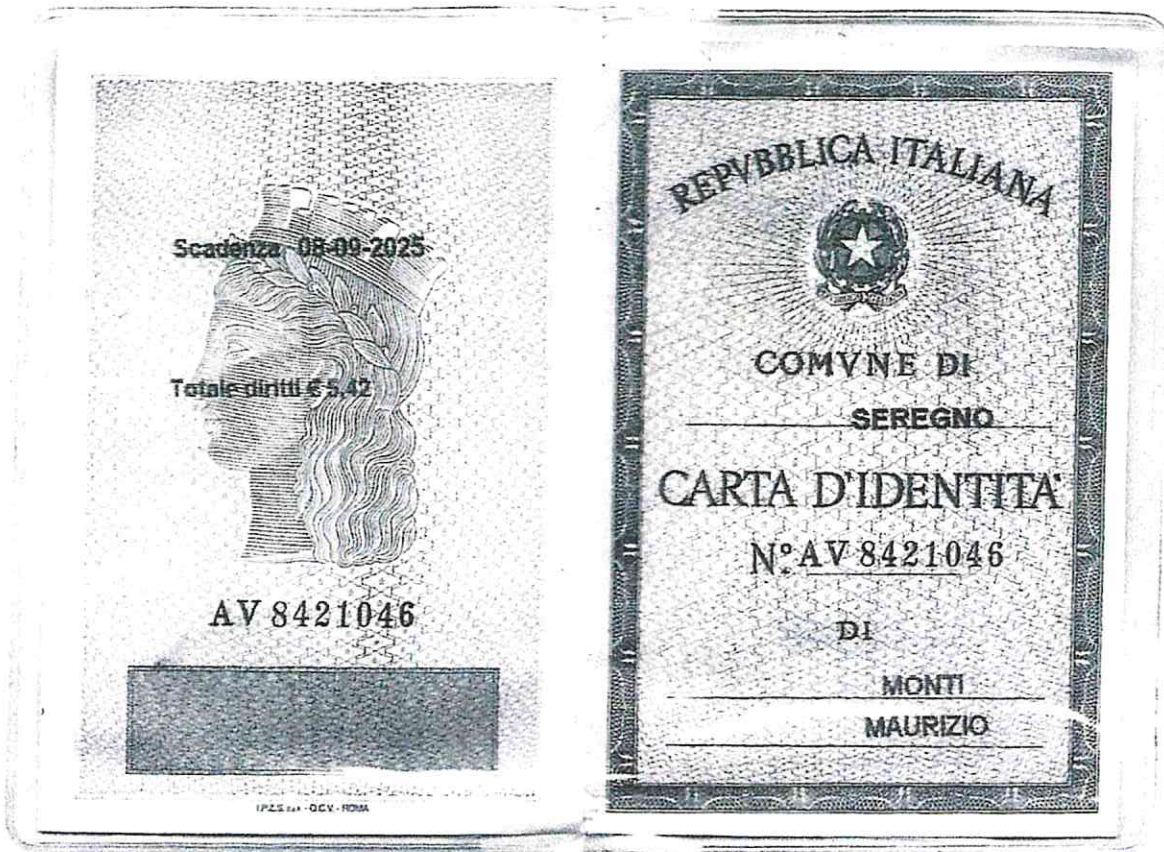 Scadenza 08-09-2025
Totale diritti € 5,42
AV 8421046
I.P.Z.S. s.p.a. - O.C.V. - ROMA
REPVBBLICA ITALIANA
COMVNE DI
SEREGNO
CARTA D'IDENTITA'
N° AV 8421046
DI
MONTI
MAURIZIO